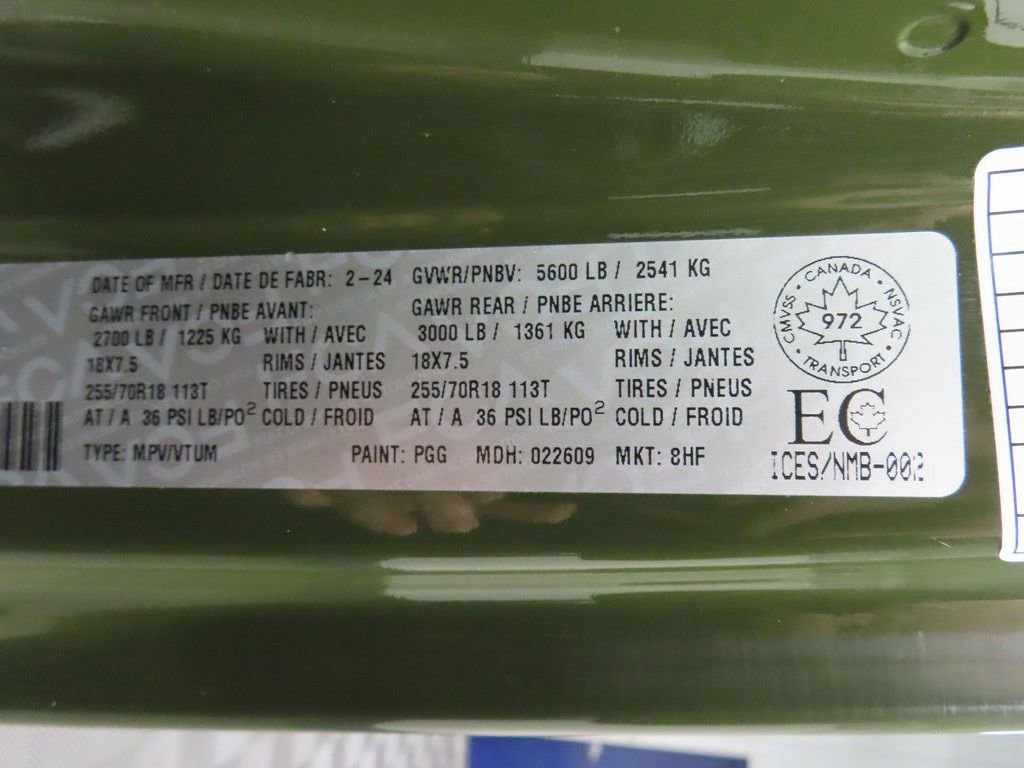 DATE OF MFR / DATE DE FABR: 2-24 GVWR/PNBV: 5600 LB / 2541 KG
GAWR FRONT / PNBE AVANT: GAWR REAR / PNBE ARRIERE:
2700 LB / 1225 KG WITH / AVEC 3000 LB / 1361 KG WITH / AVEC
18X7.5 RIMS / JANTES 18X7.5 RIMS / JANTES
255/70R18 113T TIRES / PNEUS 255/70R18 113T TIRES / PNEUS
AT / A 36 PSI LB/PO² COLD / FROID AT / A 36 PSI LB/PO² COLD / FROID
TYPE: MPV/VTUM PAINT: PGG MDH: 022609 MKT: 8HF
CANADA
CMVSS · NSVAC
972
TRANSPORT
EC
ICES/NMB-002